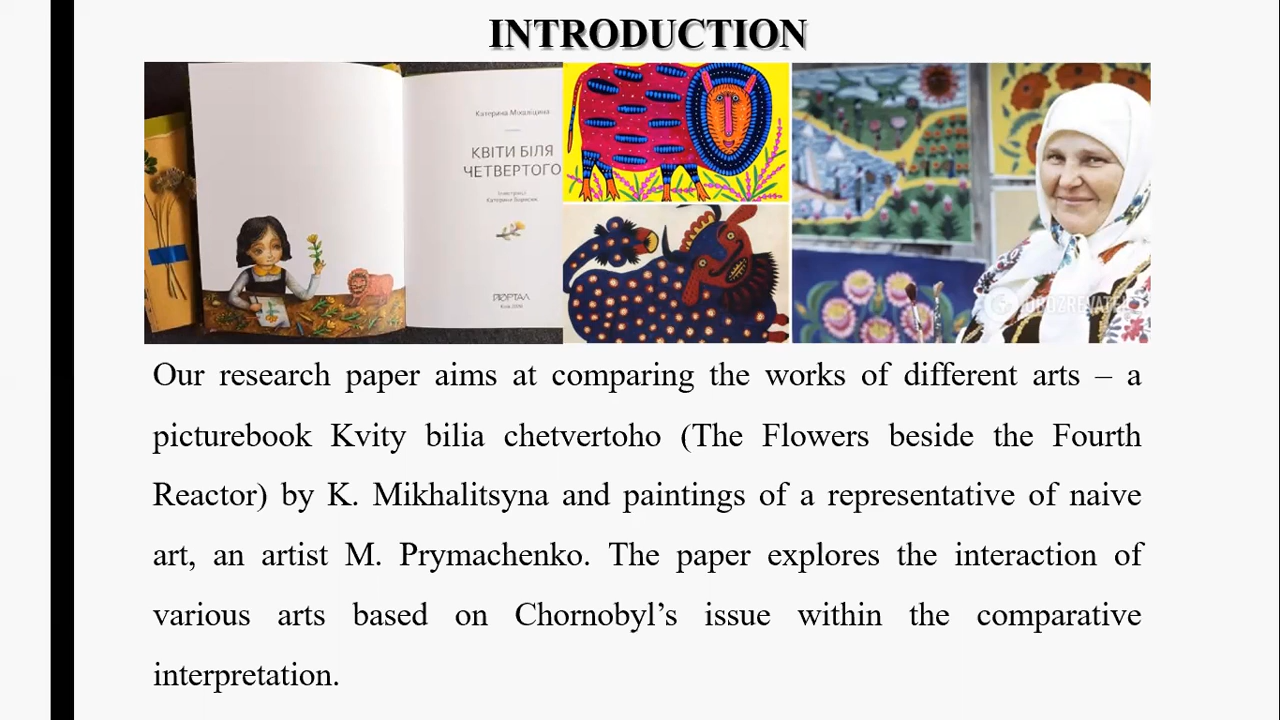 INTRODUCTION
Катерина Міхаліцина
КВІТИ БІЛЯ
ЧЕТВЕРТОГО
Ілюстрації
ПОРТАЛ
Our research paper aims at comparing the works of different arts – a
picturebook Kvity bilia chetvertoho (The Flowers beside the Fourth
Reactor) by K. Mikhalitsyna and paintings of a representative of naive
art, an artist M. Prymachenko. The paper explores the interaction of
various arts based on Chornobyl’s issue within the comparative
interpretation.